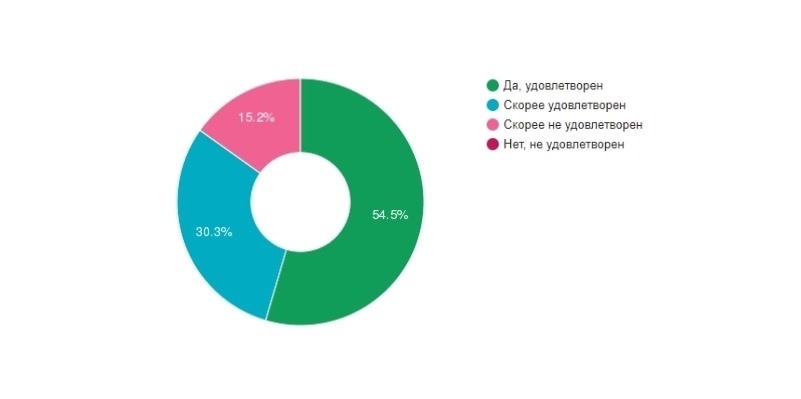 Да, удовлетворен
Скорее удовлетворен
15.2%
Скорее не удовлетворен
Нет, не удовлетворен
54.5%
30.3%